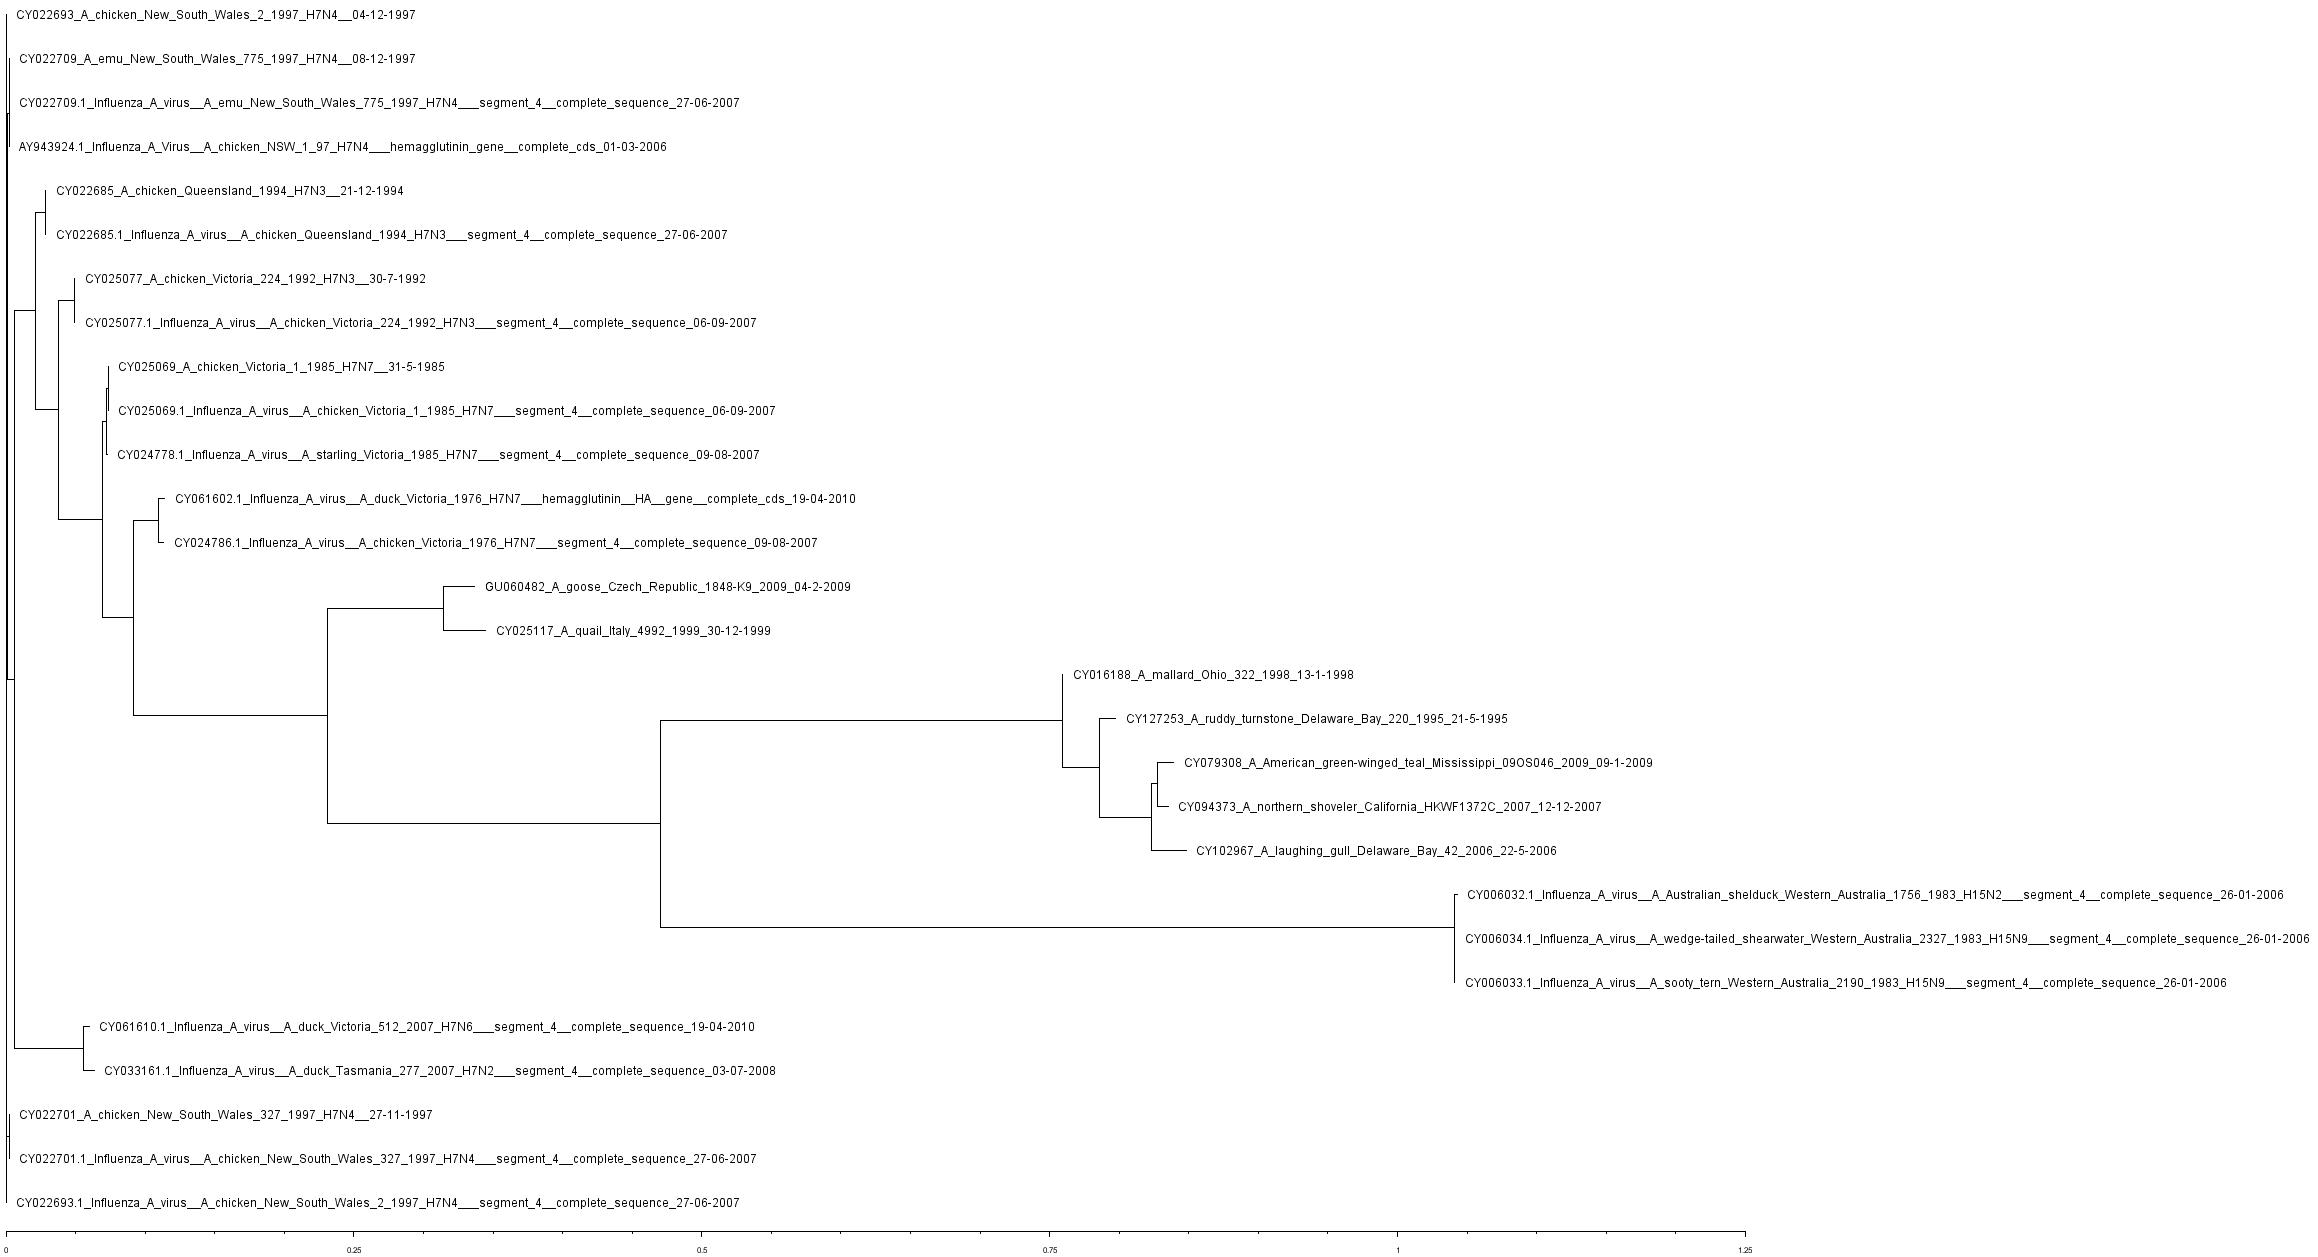 CY022693_A_chicken_New_South_Wales_2_1997_H7N4__04-12-1997
CY022709_A_emu_New_South_Wales_775_1997_H7N4__08-12-1997
CY022709.1_Influenza_A_virus__A_emu_New_South_Wales_775_1997_H7N4___segment_4__complete_sequence_27-06-2007
AY943924.1_Influenza_A_Virus__A_chicken_NSW_1_97_H7N4___hemagglutinin_gene__complete_cds_01-03-2006
CY022685_A_chicken_Queensland_1994_H7N3__21-12-1994
CY022685.1_Influenza_A_virus__A_chicken_Queensland_1994_H7N3___segment_4__complete_sequence_27-06-2007
CY025077_A_chicken_Victoria_224_1992_H7N3__30-7-1992
CY025077.1_Influenza_A_virus__A_chicken_Victoria_224_1992_H7N3___segment_4__complete_sequence_06-09-2007
CY025069_A_chicken_Victoria_1_1985_H7N7__31-5-1985
CY025069.1_Influenza_A_virus__A_chicken_Victoria_1_1985_H7N7___segment_4__complete_sequence_06-09-2007
CY024778.1_Influenza_A_virus__A_starling_Victoria_1985_H7N7___segment_4__complete_sequence_09-08-2007
CY061602.1_Influenza_A_virus__A_duck_Victoria_1976_H7N7___hemagglutinin__HA__gene__complete_cds_19-04-2010
CY024786.1_Influenza_A_virus__A_chicken_Victoria_1976_H7N7___segment_4__complete_sequence_09-08-2007
GU060482_A_goose_Czech_Republic_1848-K9_2009_04-2-2009
CY025117_A_quail_Italy_4992_1999_30-12-1999
CY016188_A_mallard_Ohio_322_1998_13-1-1998
CY127253_A_ruddy_turnstone_Delaware_Bay_220_1995_21-5-1995
CY079308_A_American_green-winged_teal_Mississippi_09OS046_2009_09-1-2009
CY094373_A_northern_shoveler_California_HKWF1372C_2007_12-12-2007
CY102967_A_laughing_gull_Delaware_Bay_42_2006_22-5-2006
CY006032.1_Influenza_A_virus__A_Australian_shelduck_Western_Australia_1756_1983_H15N2___segment_4__complete_sequence_26-01-2006
CY006034.1_Influenza_A_virus__A_wedge-tailed_shearwater_Western_Australia_2327_1983_H15N9___segment_4__complete_sequence_26-01-2006
CY006033.1_Influenza_A_virus__A_sooty_tern_Western_Australia_2190_1983_H15N9___segment_4__complete_sequence_26-01-2006
CY061610.1_Influenza_A_virus__A_duck_Victoria_512_2007_H7N6___segment_4__complete_sequence_19-04-2010
CY033161.1_Influenza_A_virus__A_duck_Tasmania_277_2007_H7N2___segment_4__complete_sequence_03-07-2008
CY022701_A_chicken_New_South_Wales_327_1997_H7N4__27-11-1997
CY022701.1_Influenza_A_virus__A_chicken_New_South_Wales_327_1997_H7N4___segment_4__complete_sequence_27-06-2007
CY022693.1_Influenza_A_virus__A_chicken_New_South_Wales_2_1997_H7N4___segment_4__complete_sequence_27-06-2007
0 0.25 0.5 0.75 1 1.25